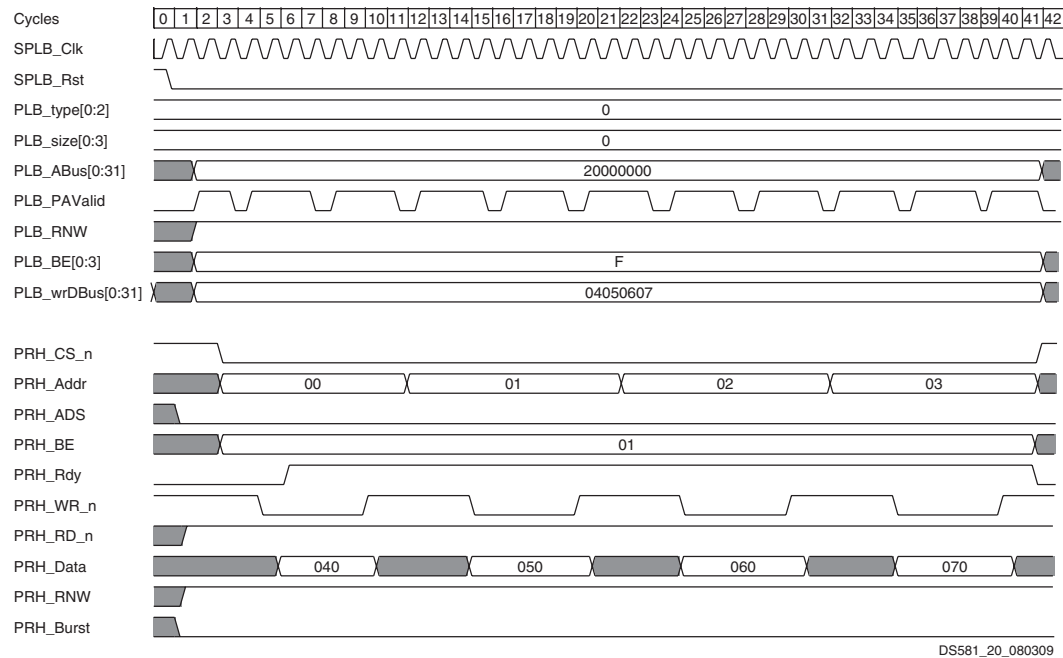 Cycles 0 1 2 3 4 5 6 7 8 9 10 11 12 13 14 15 16 17 18 19 20 21 22 23 24 25 26 27 28 29 30 31 32 33 34 35 36 37 38 39 40 41 42
SPLB_Clk
SPLB_Rst
PLB_type[0:2] 0
PLB_size[0:3] 0
PLB_ABus[0:31] 20000000
PLB_PAValid
PLB_RNW
PLB_BE[0:3] F
PLB_wrDBus[0:31] 04050607
PRH_CS_n
PRH_Addr 00 01 02 03
PRH_ADS
PRH_BE 01
PRH_Rdy
PRH_WR_n
PRH_RD_n
PRH_Data 040 050 060 070
PRH_RNW
PRH_Burst
DS581_20_080309